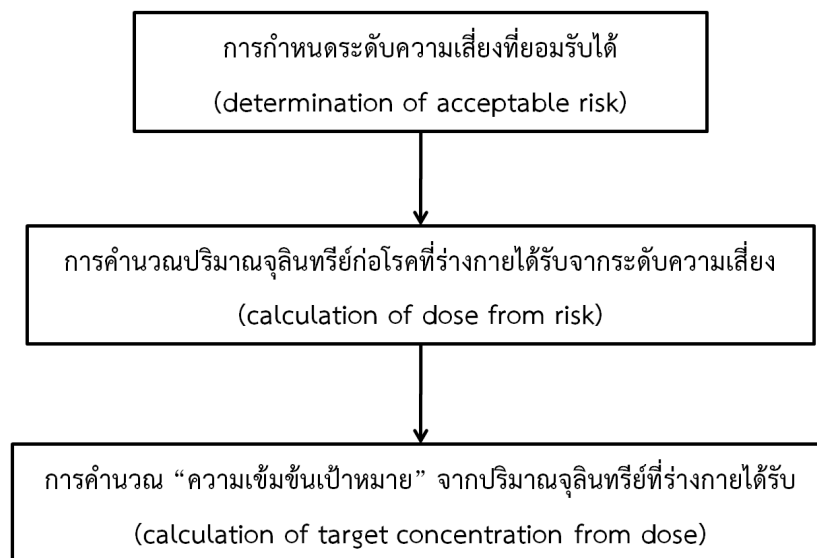 การกำหนดระดับความเสี่ยงที่ยอมรับได้
(determination of acceptable risk)
การคำนวณปริมาณจุลินทรีย์ก่อโรคที่ร่างกายได้รับจากระดับความเสี่ยง
(calculation of dose from risk)
การคำนวณ “ความเข้มข้นเป้าหมาย” จากปริมาณจุลินทรีย์ที่ร่างกายได้รับ
(calculation of target concentration from dose)